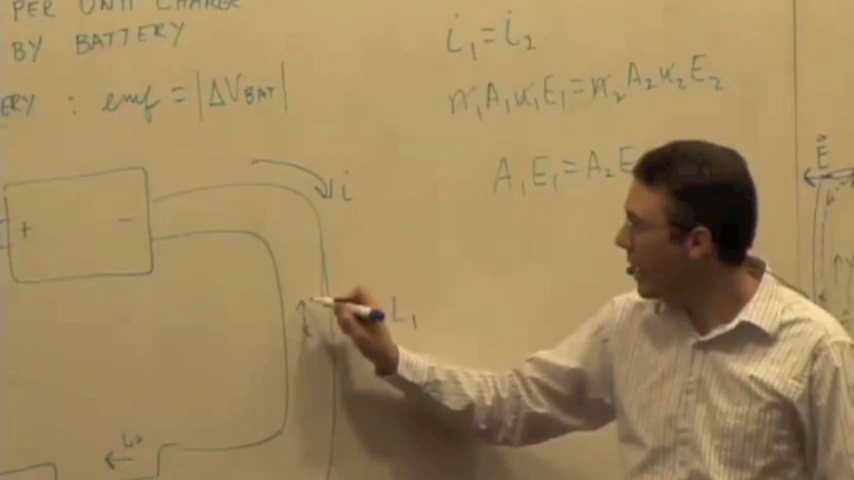 PER UNIT CHARGE
BY BATTERY
ERY : emf = |ΔV_BAT|
i₁ = i₂
n₁A₁u₁E₁ = n₂A₂u₂E₂
A₁E₁ = A₂E
i
+ −
L₁
E⃗